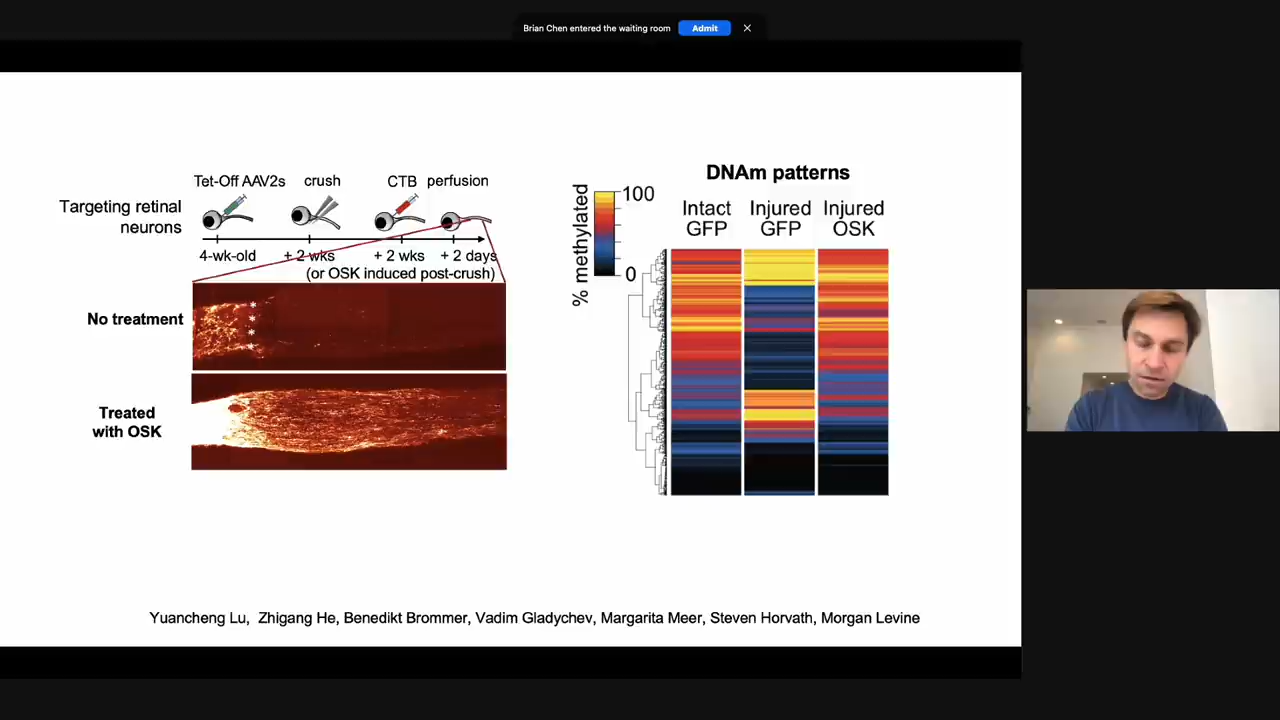 Brian Chen entered the waiting room
Admit
Tet-Off AAV2s crush CTB perfusion
Targeting retinal
neurons
4-wk-old + 2 wks + 2 wks + 2 days
(or OSK induced post-crush)
No treatment
* * * *
Treated
with OSK
DNAm patterns
% methylated
100
0
Intact
GFP
Injured
GFP
Injured
OSK
Yuancheng Lu, Zhigang He, Benedikt Brommer, Vadim Gladychev, Margarita Meer, Steven Horvath, Morgan Levine